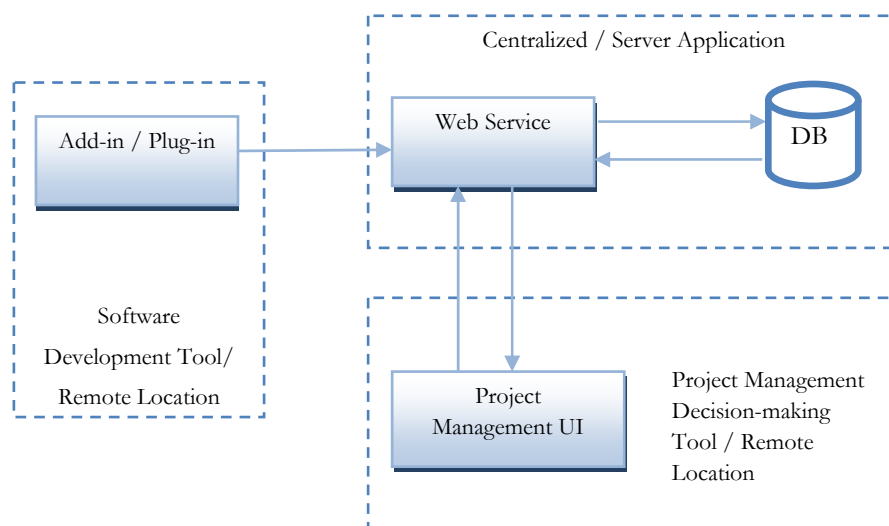 Centralized / Server Application
Add-in / Plug-in
Web Service
DB
Software
Development Tool/
Remote Location
Project
Management UI
Project Management
Decision-making
Tool / Remote
Location